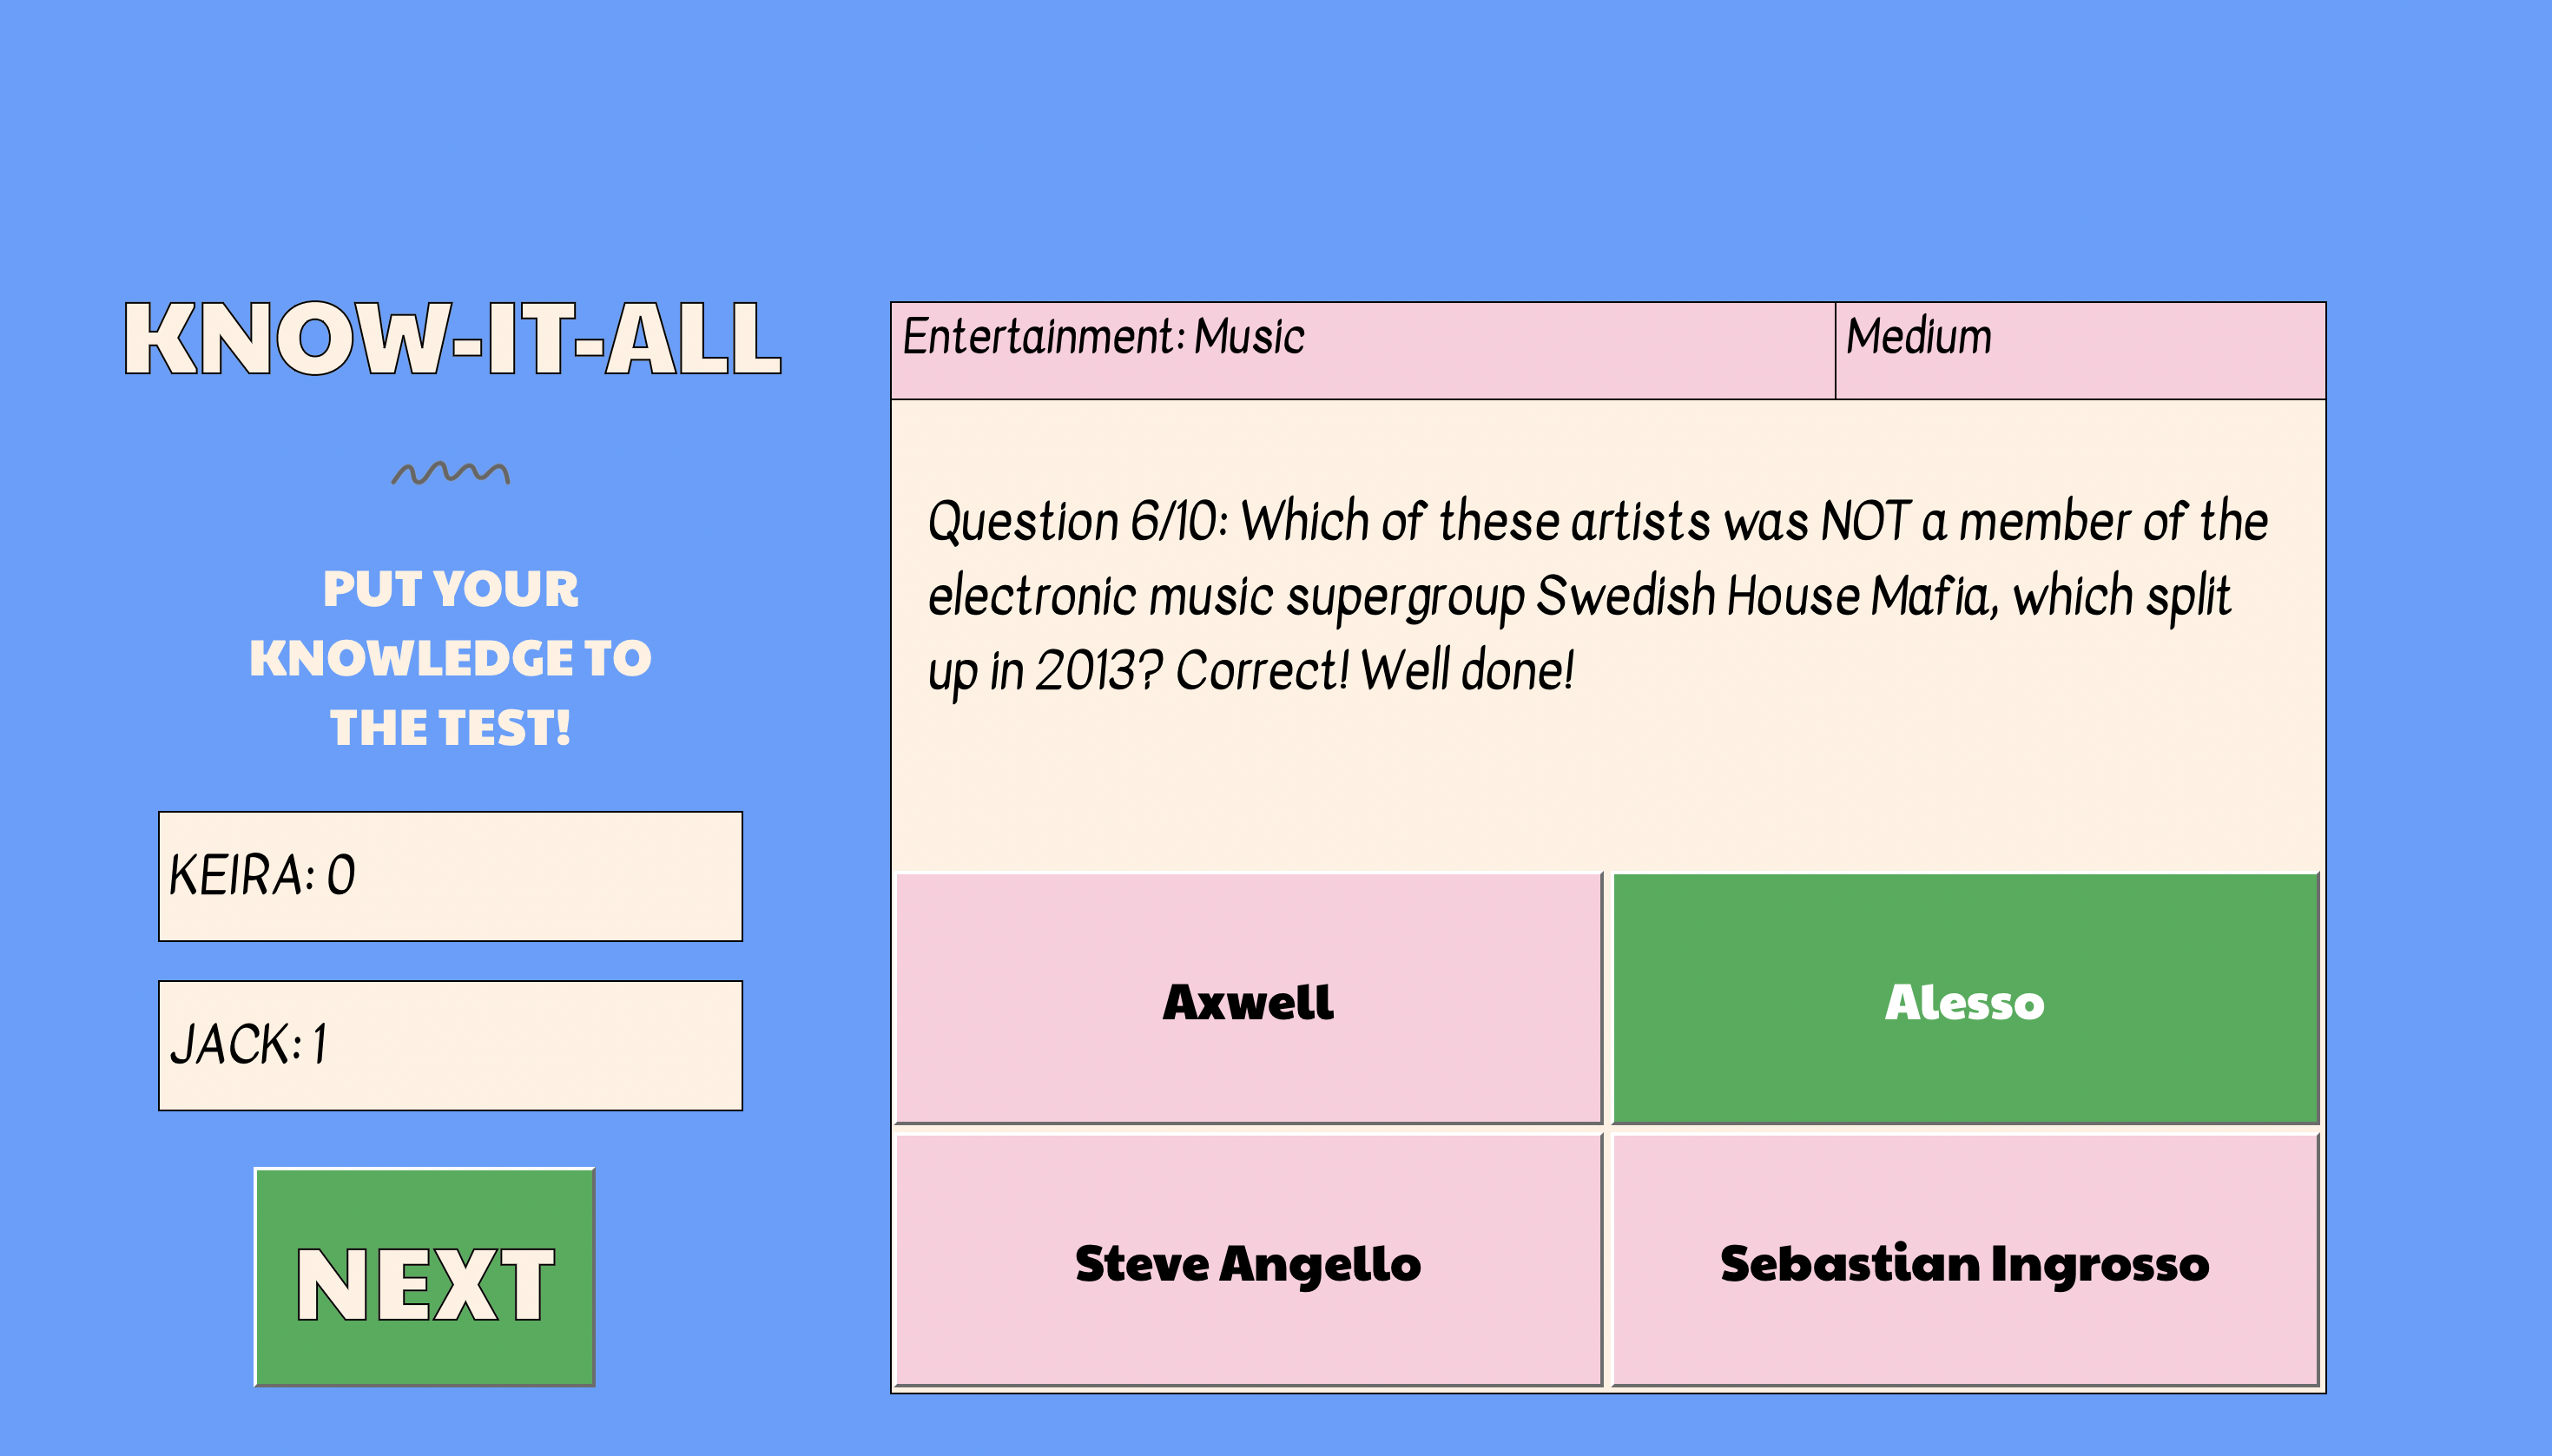 KNOW-IT-ALL
PUT YOUR
KNOWLEDGE TO
THE TEST!
KEIRA: 0
JACK: 1
NEXT
Entertainment: Music
Medium
Question 6/10: Which of these artists was NOT a member of the
electronic music supergroup Swedish House Mafia, which split
up in 2013? Correct! Well done!
Axwell
Alesso
Steve Angello
Sebastian Ingrosso